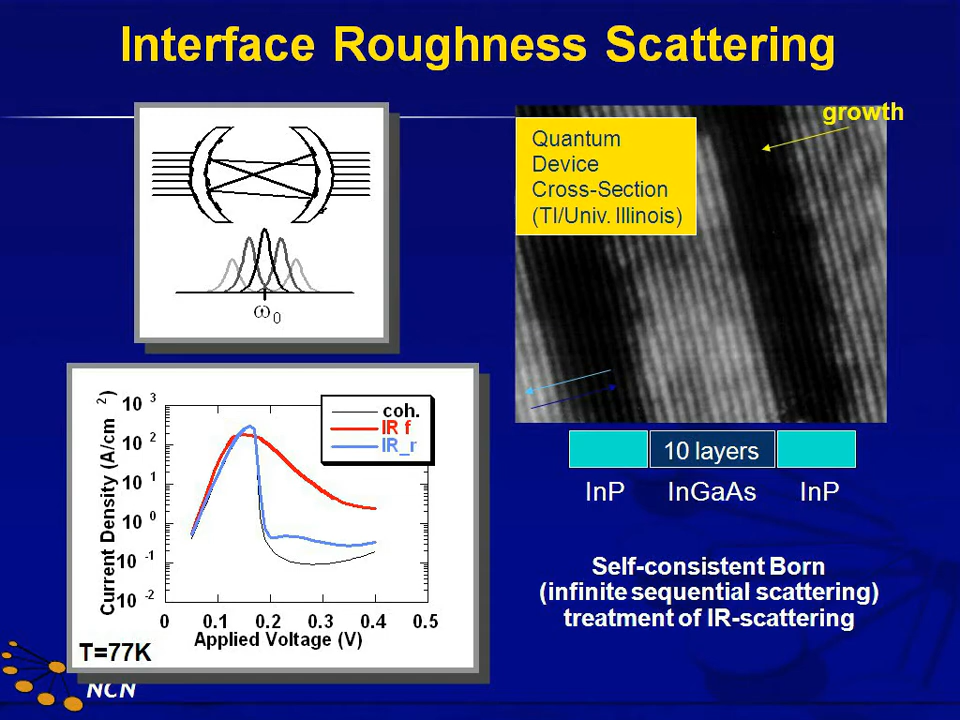 Interface Roughness Scattering
ω0
growth
Quantum
Device
Cross-Section
(TI/Univ. Illinois)
10 layers
InP InGaAs InP
Self-consistent Born
(infinite sequential scattering)
treatment of IR-scattering
Current Density (A/cm 2)
10 3
10 2
10 1
10 0
10 -1
10 -2
coh.
IR f
IR_r
0 0.1 0.2 0.3 0.4 0.5
Applied Voltage (V)
T=77K
NCN